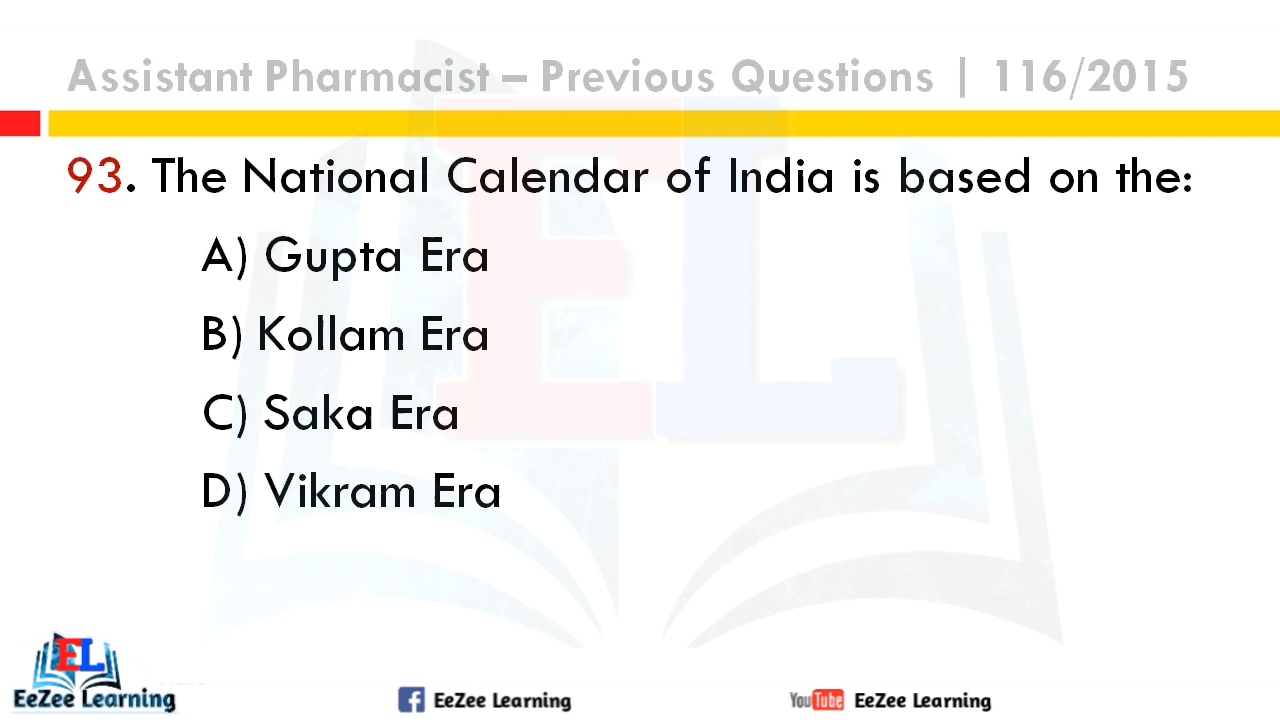 Assistant Pharmacist – Previous Questions | 116/2015
93. The National Calendar of India is based on the:
A) Gupta Era
B) Kollam Era
C) Saka Era
D) Vikram Era
EL
EL
EeZee Learning
EeZee Learning
YouTube EeZee Learning